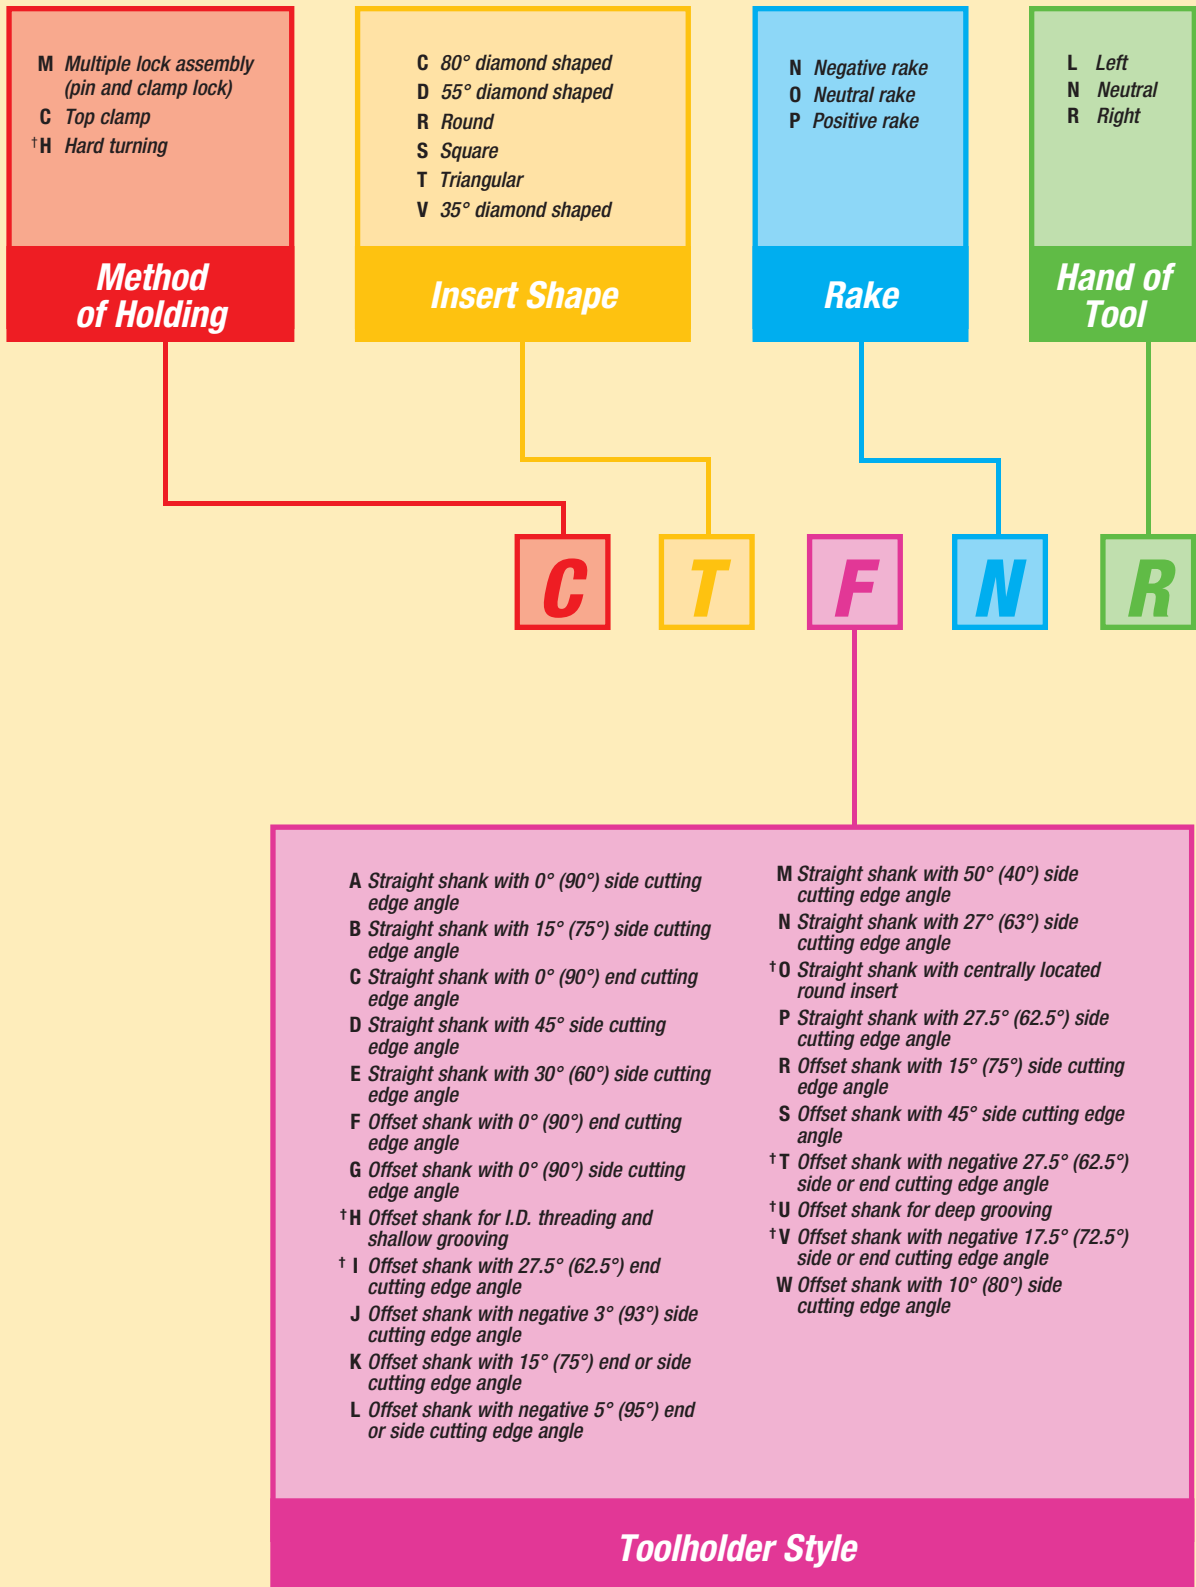 M Multiple lock assembly
(pin and clamp lock)
C Top clamp
†H Hard turning
Method
of Holding
C 80° diamond shaped
D 55° diamond shaped
R Round
S Square
T Triangular
V 35° diamond shaped
Insert Shape
N Negative rake
O Neutral rake
P Positive rake
Rake
L Left
N Neutral
R Right
Hand of
Tool
C T F N R
A Straight shank with 0° (90°) side cutting
edge angle
B Straight shank with 15° (75°) side cutting
edge angle
C Straight shank with 0° (90°) end cutting
edge angle
D Straight shank with 45° side cutting
edge angle
E Straight shank with 30° (60°) side cutting
edge angle
F Offset shank with 0° (90°) end cutting
edge angle
G Offset shank with 0° (90°) side cutting
edge angle
†H Offset shank for I.D. threading and
shallow grooving
† I Offset shank with 27.5° (62.5°) end
cutting edge angle
J Offset shank with negative 3° (93°) side
cutting edge angle
K Offset shank with 15° (75°) end or side
cutting edge angle
L Offset shank with negative 5° (95°) end
or side cutting edge angle
M Straight shank with 50° (40°) side
cutting edge angle
N Straight shank with 27° (63°) side
cutting edge angle
†O Straight shank with centrally located
round insert
P Straight shank with 27.5° (62.5°) side
cutting edge angle
R Offset shank with 15° (75°) side cutting
edge angle
S Offset shank with 45° side cutting edge
angle
†T Offset shank with negative 27.5° (62.5°)
side or end cutting edge angle
†U Offset shank for deep grooving
†V Offset shank with negative 17.5° (72.5°)
side or end cutting edge angle
W Offset shank with 10° (80°) side
cutting edge angle
Toolholder Style